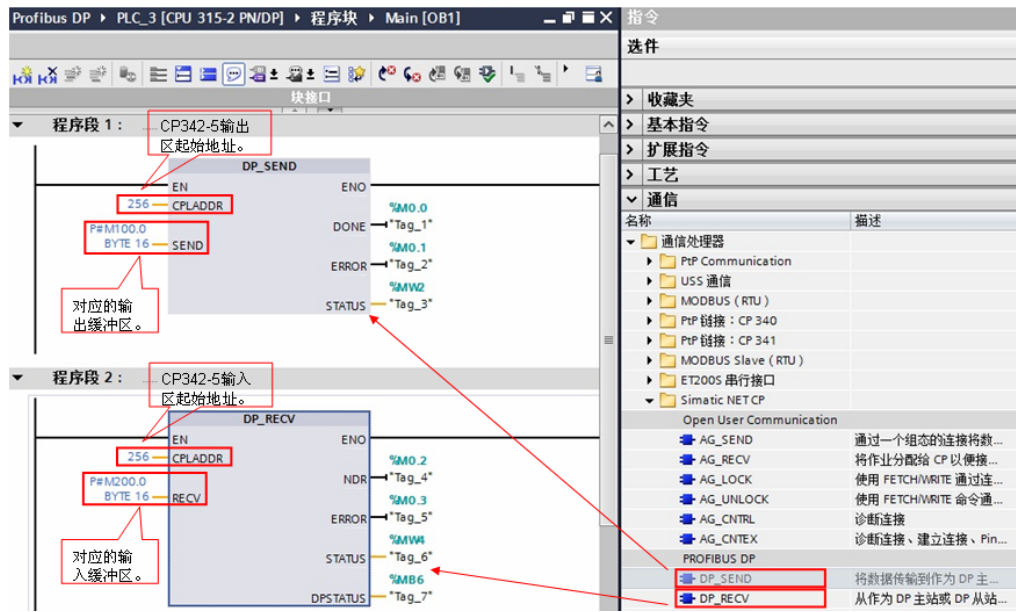 Profibus DP ▸ PLC_3 [CPU 315-2 PN/DP] ▸ 程序块 ▸ Main [OB1]
块接口
程序段 1：
CP342-5输出
区起始地址。
DP_SEND
EN
ENO
256
CPLADDR
%M0.0
DONE
"Tag_1"
P#M100.0
BYTE 16
SEND
%M0.1
ERROR
"Tag_2"
%MW2
STATUS
"Tag_3"
对应的输
出缓冲区。
程序段 2：
CP342-5输入
区起始地址。
DP_RECV
EN
ENO
256
CPLADDR
%M0.2
NDR
"Tag_4"
P#M200.0
BYTE 16
RECV
%M0.3
ERROR
"Tag_5"
%MW4
STATUS
"Tag_6"
%MB6
DPSTATUS
"Tag_7"
对应的输
入缓冲区。
指令
选件
收藏夹
基本指令
扩展指令
工艺
通信
名称 描述
通信处理器
PtP Communication
USS 通信
MODBUS（RTU）
PtP 链接：CP 340
PtP 链接：CP 341
MODBUS Slave（RTU）
ET200S 串行接口
Simatic NET CP
Open User Communication
AG_SEND 通过一个组态的连接将数...
AG_RECV 将作业分配给 CP 以便接...
AG_LOCK 使用 FETCH/WRITE 通过连...
AG_UNLOCK 使用 FETCH/WRITE 命令通...
AG_CNTRL 诊断连接
AG_CNTEX 诊断连接、建立连接、Pin...
PROFIBUS DP
DP_SEND 将数据传输到作为 DP 主...
DP_RECV 从作为 DP 主站或 DP 从站...